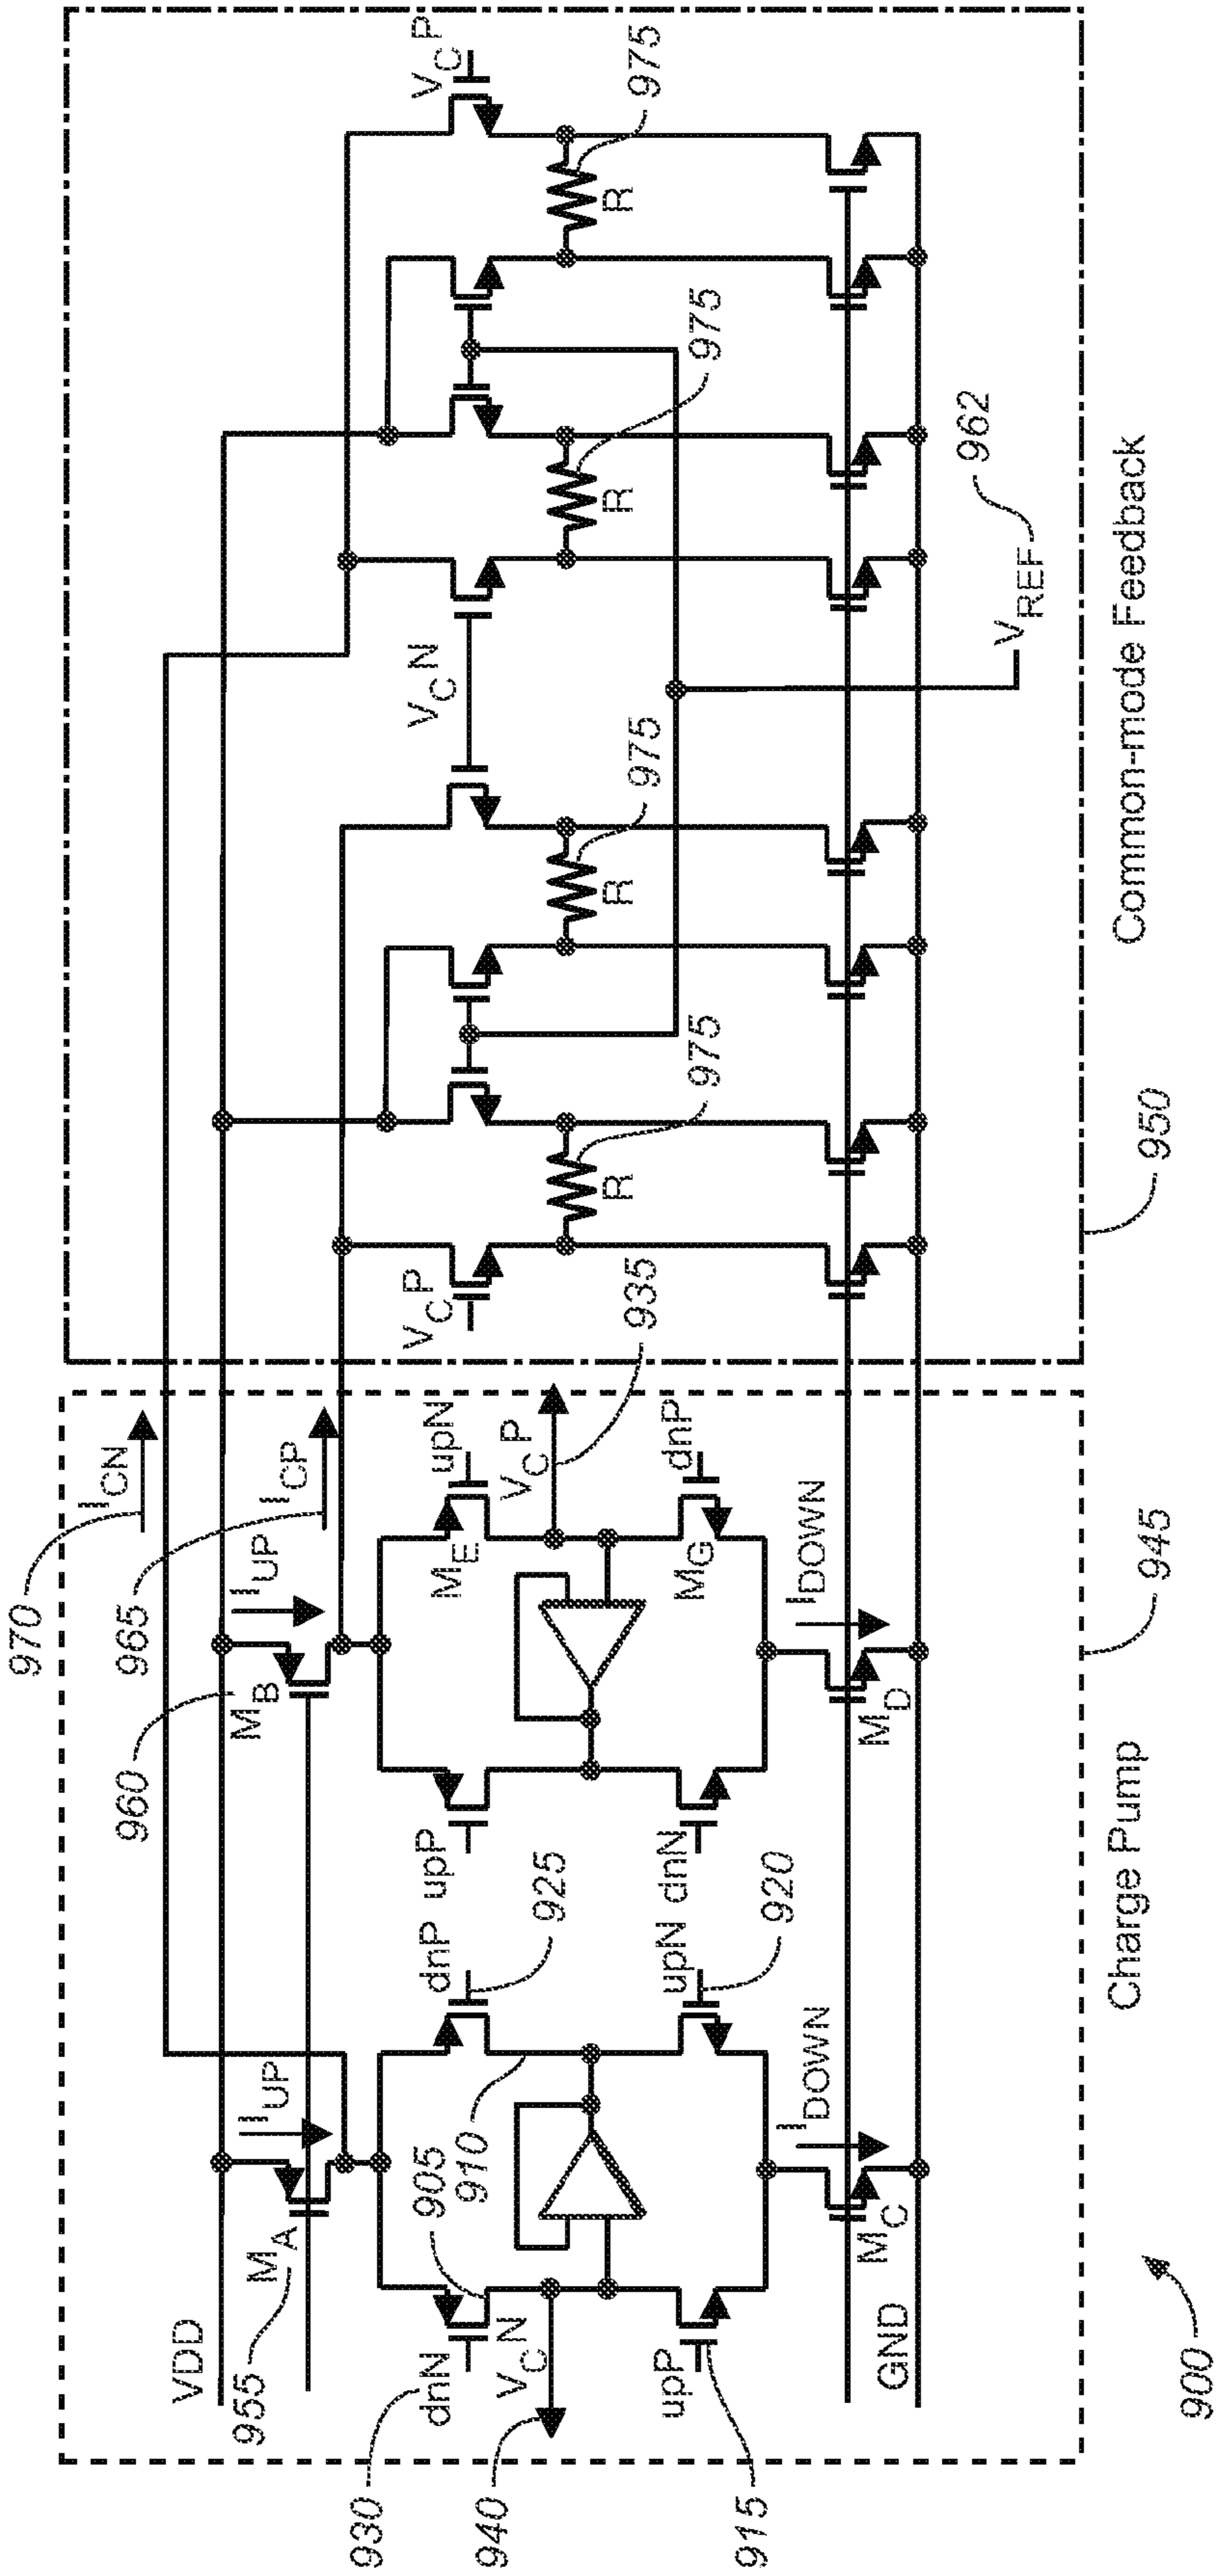 970
I_CN
960
965
VDD
I_UP
I_UP
I_CP
955
M_A
M_B
930
dnN
905
dnP
upP
M_E
upN
V_C P
V_C N
V_C P
940
V_C N
910
925
V_C P
935
R
975
R
975
R
975
R
975
915
upP
upN
920
dnN
M_G
dnP
I_DOWN
I_DOWN
GND
M_C
M_D
V_REF
962
900
Charge Pump
945
Common-mode Feedback
950